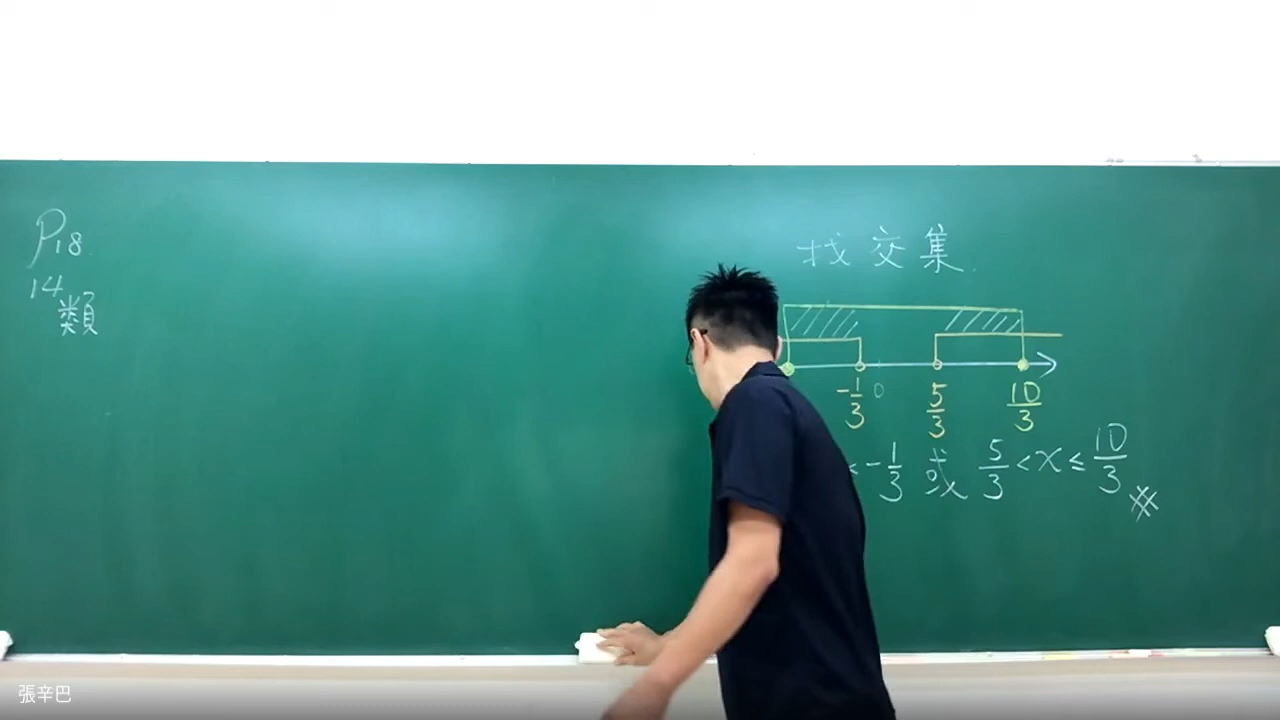 P18.
14類
找交集.
-1/3 0 5/3 10/3
< -1/3 或 5/3 < x ≤ 10/3 ※
張辛巴